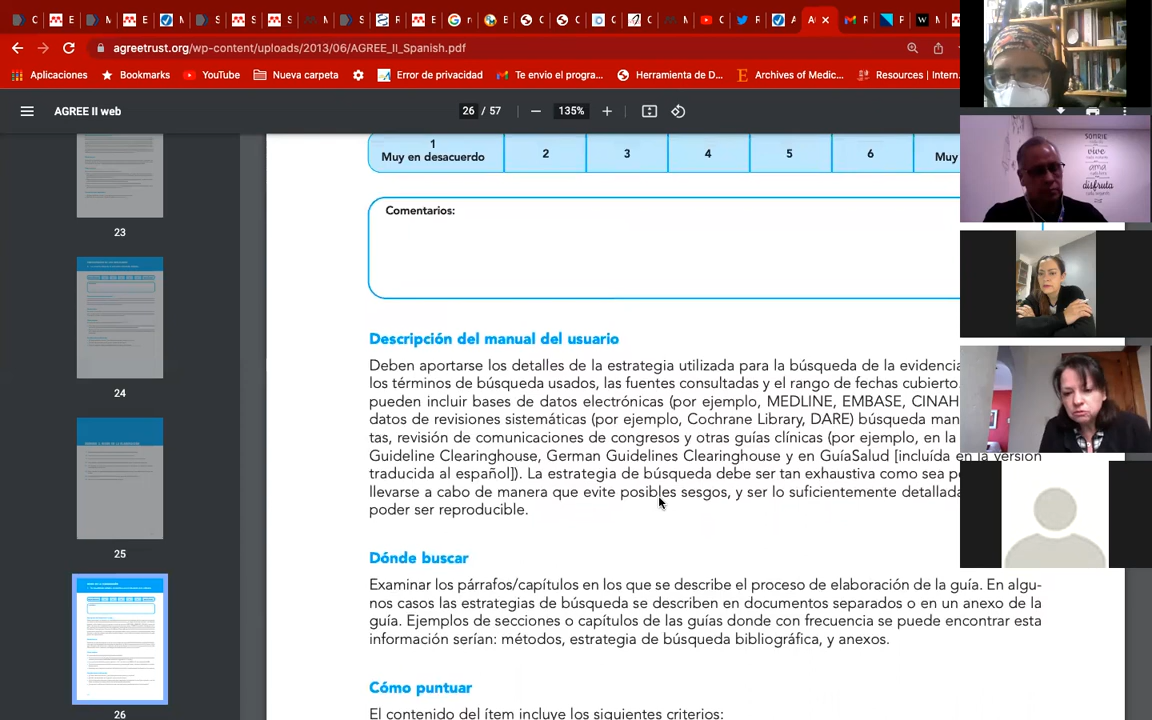 agreetrust.org/wp-content/uploads/2013/06/AGREE_II_Spanish.pdf
Aplicaciones Bookmarks YouTube Nueva carpeta Error de privacidad Te envio el progra... Herramienta de D... Archives of Medic... Resources | Intern...
AGREE II web
26 / 57
135%
1
Muy en desacuerdo
2
3
4
5
6
Muy
Comentarios:
Descripción del manual del usuario
Deben aportarse los detalles de la estrategia utilizada para la búsqueda de la evidencia
los términos de búsqueda usados, las fuentes consultadas y el rango de fechas cubierto.
pueden incluir bases de datos electrónicas (por ejemplo, MEDLINE, EMBASE, CINAH
datos de revisiones sistemáticas (por ejemplo, Cochrane Library, DARE) búsqueda man
tas, revisión de comunicaciones de congresos y otras guías clínicas (por ejemplo, en la
Guideline Clearinghouse, German Guidelines Clearinghouse y en GuíaSalud [incluída en la versión
traducida al español]). La estrategia de búsqueda debe ser tan exhaustiva como sea po
llevarse a cabo de manera que evite posibles sesgos, y ser lo suficientemente detallada
poder ser reproducible.
Dónde buscar
Examinar los párrafos/capítulos en los que se describe el proceso de elaboración de la guía. En algu-
nos casos las estrategias de búsqueda se describen en documentos separados o en un anexo de la
guía. Ejemplos de secciones o capítulos de las guías donde con frecuencia se puede encontrar esta
información serían: métodos, estrategia de búsqueda bibliográfica, y anexos.
Cómo puntuar
El contenido del ítem incluye los siguientes criterios:
23
24
25
26
SONRIE
vive
ama
disfruta